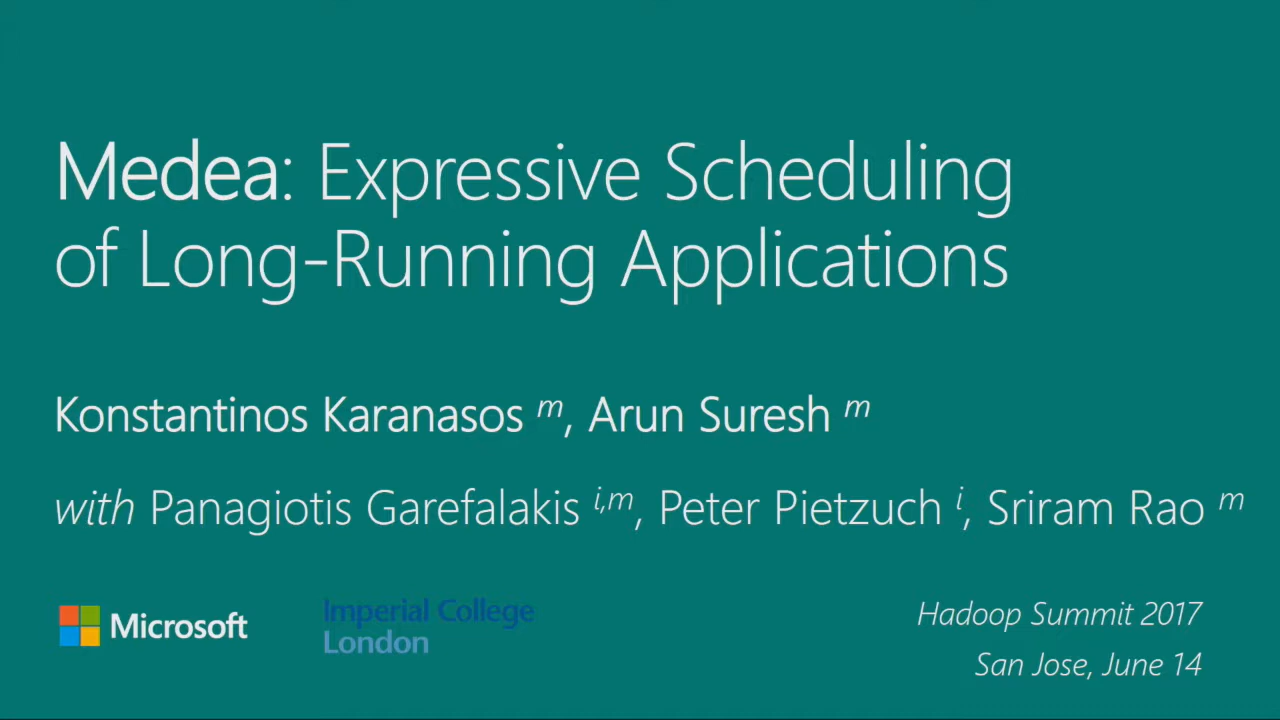 Medea: Expressive Scheduling
of Long-Running Applications
Konstantinos Karanasos m, Arun Suresh m
with Panagiotis Garefalakis i,m, Peter Pietzuch i, Sriram Rao m
Microsoft
Imperial College
London
Hadoop Summit 2017
San Jose, June 14